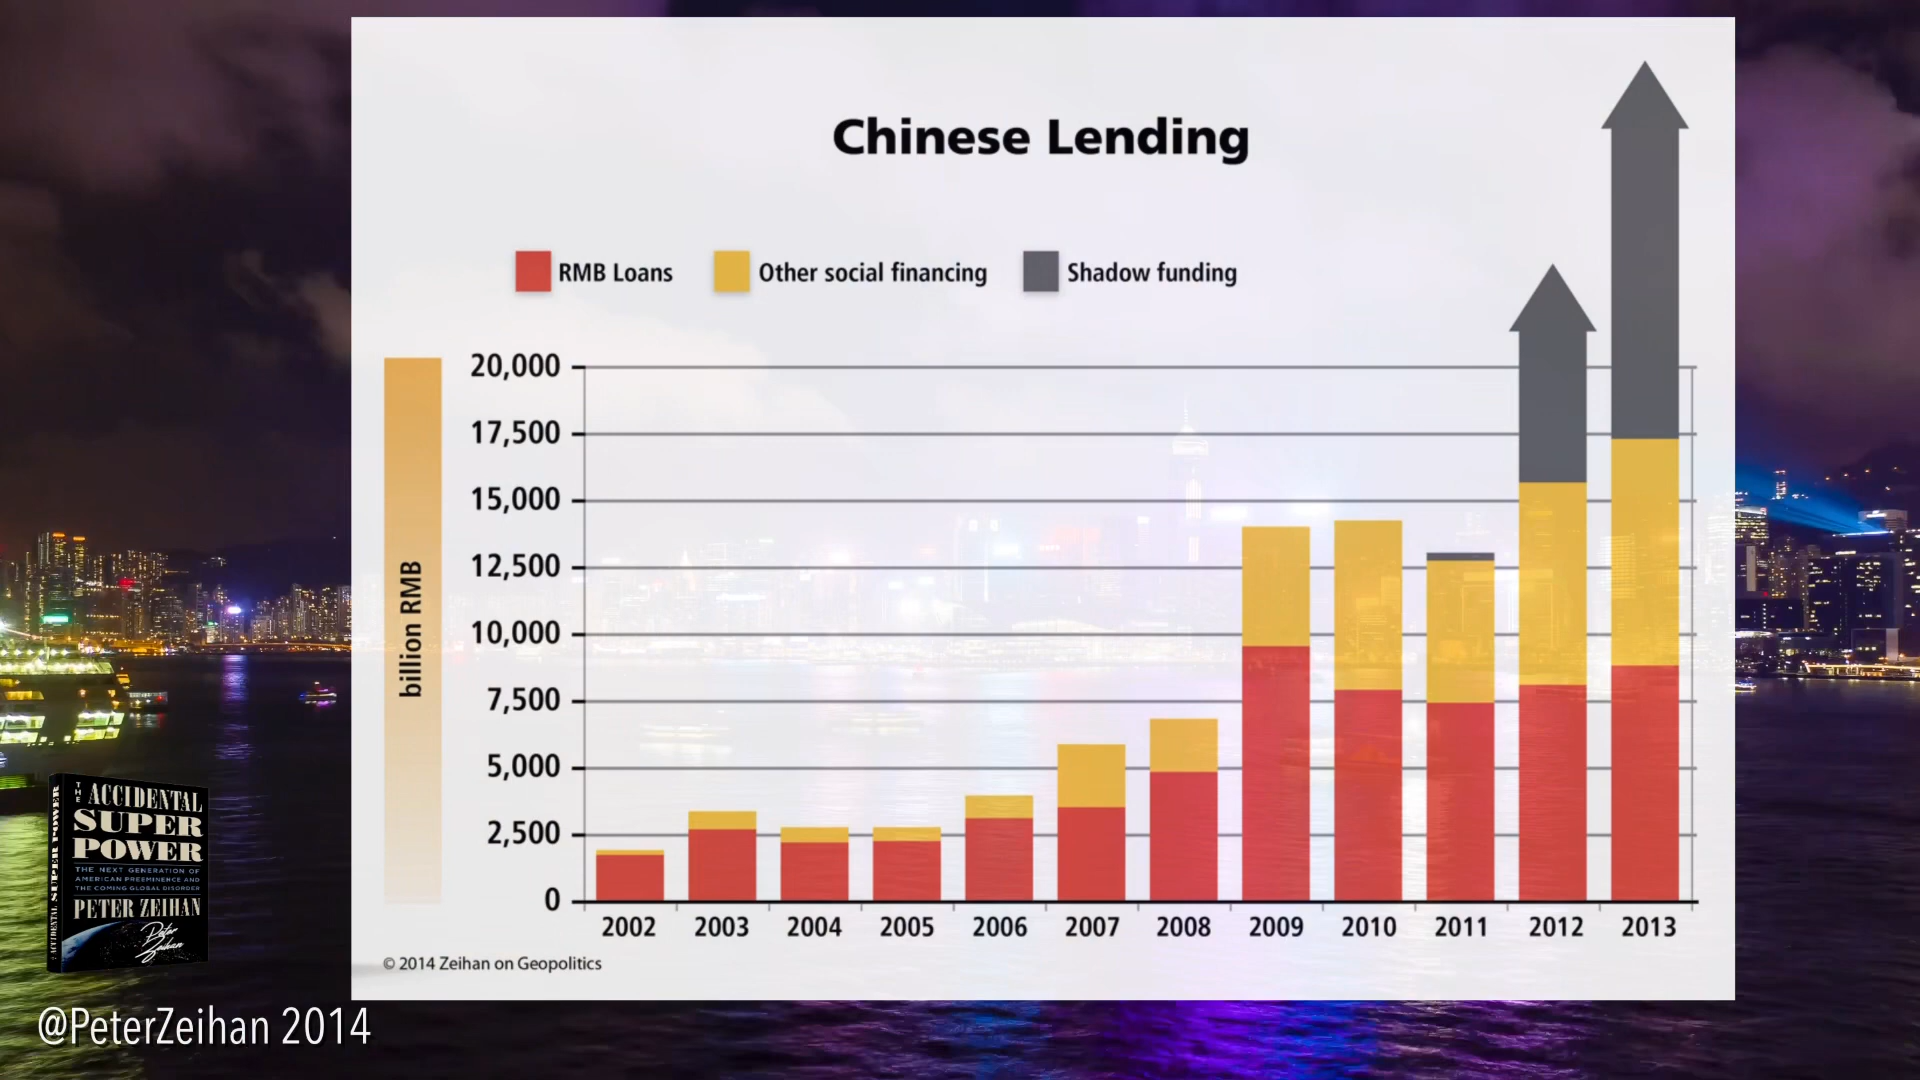 Chinese Lending
RMB Loans
Other social financing
Shadow funding
billion RMB
20,000
17,500
15,000
12,500
10,000
7,500
5,000
2,500
0
2002 2003 2004 2005 2006 2007 2008 2009 2010 2011 2012 2013
© 2014 Zeihan on Geopolitics
THE
ACCIDENTAL
SUPER
POWER
THE NEXT GENERATION OF
AMERICAN PREEMINENCE AND
THE COMING GLOBAL DISORDER
PETER ZEIHAN
Peter
Zeihan
@PeterZeihan 2014